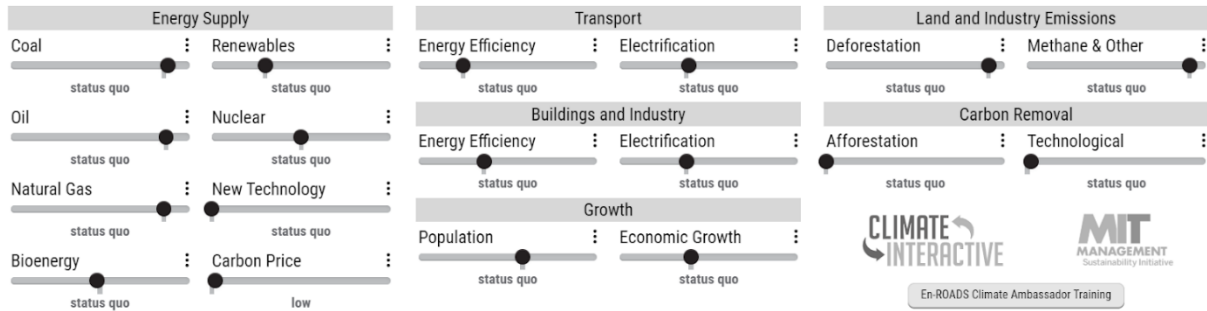 Energy Supply
Coal
status quo
Renewables
status quo
Oil
status quo
Nuclear
status quo
Natural Gas
status quo
New Technology
status quo
Bioenergy
status quo
Carbon Price
low
Transport
Energy Efficiency
status quo
Electrification
status quo
Buildings and Industry
Energy Efficiency
status quo
Electrification
status quo
Growth
Population
status quo
Economic Growth
status quo
Land and Industry Emissions
Deforestation
status quo
Methane & Other
status quo
Carbon Removal
Afforestation
status quo
Technological
status quo
CLIMATE
INTERACTIVE
MIT
MANAGEMENT
Sustainability Initiative
En-ROADS Climate Ambassador Training